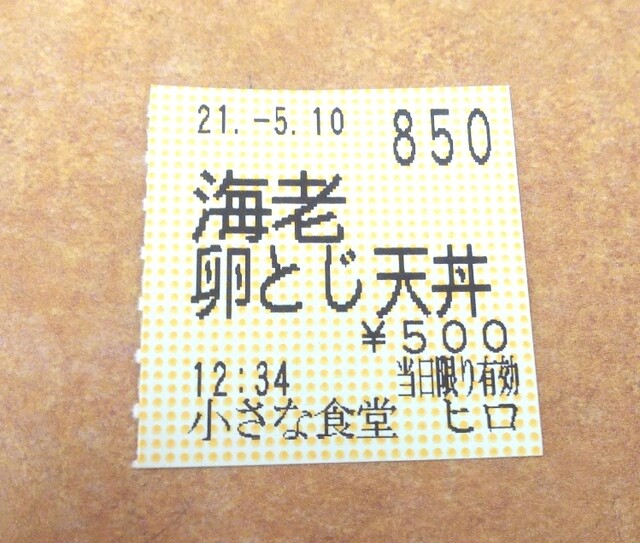 21.-5.10 850
海老
卵とじ天丼
¥500
12:34 当日限り有効
小さな食堂 ヒロ